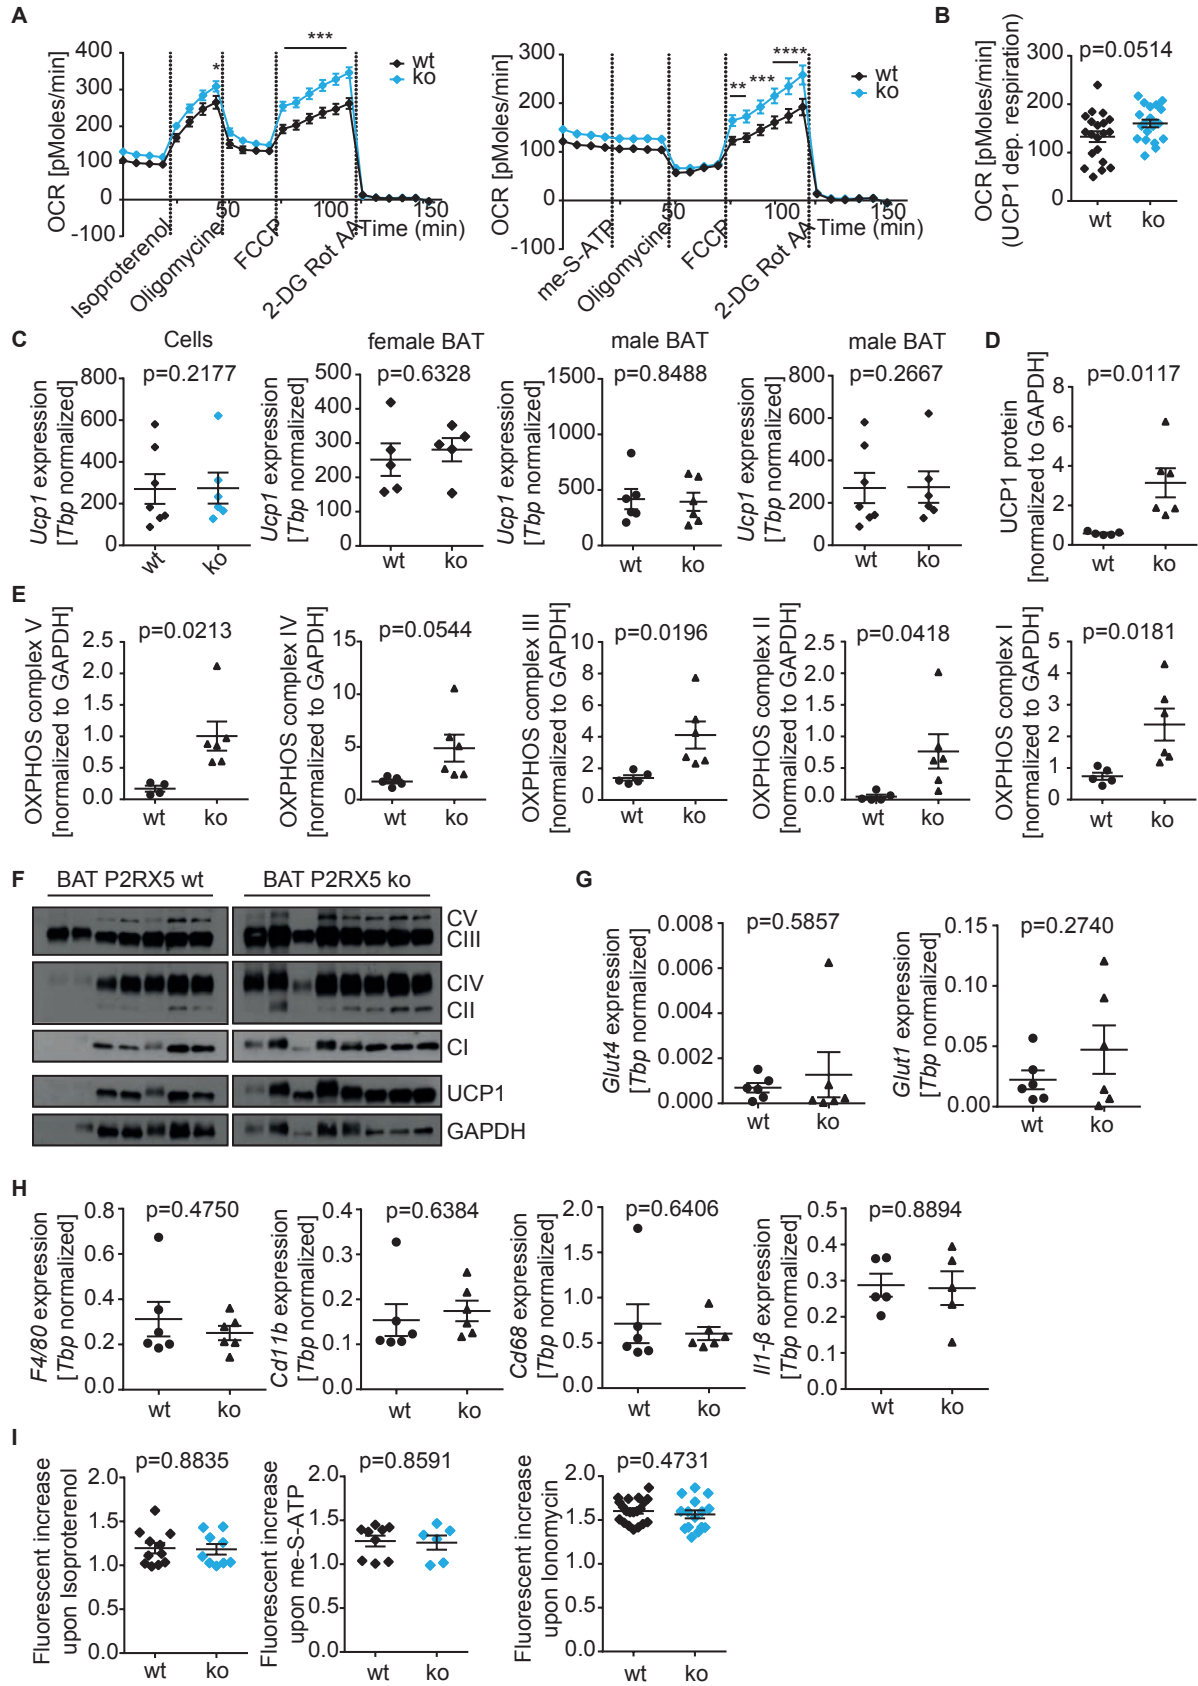 A
OCR [pMoles/min]
400
300
200
100
0
-100
***
*
wt
ko
50
100
150
Time (min)
Isoproterenol
Oligomycine
FCCP
2-DG Rot AA
OCR [pMoles/min]
300
200
100
0
-100
**
***
****
wt
ko
50
100
150
Time (min)
me-S-ATP
Oligomycine
FCCP
2-DG Rot AA
B
OCR [pMoles/min]
(UCP1 dep. respiration)
300
200
100
0
p=0.0514
wt
ko
C
Cells
Ucp1 expression
[Tbp normalized]
800
600
400
200
0
p=0.2177
wt
ko
female BAT
Ucp1 expression
[Tbp normalized]
500
400
300
200
100
0
p=0.6328
wt
ko
male BAT
Ucp1 expression
[Tbp normalized]
1500
1000
500
0
p=0.8488
wt
ko
male BAT
Ucp1 expression
[Tbp normalized]
800
600
400
200
0
p=0.2667
wt
ko
D
UCP1 protein
[normalized to GAPDH]
8
6
4
2
0
p=0.0117
wt
ko
E
OXPHOS complex V
[normalized to GAPDH]
2.5
2.0
1.5
1.0
0.5
0.0
p=0.0213
wt
ko
OXPHOS complex IV
[normalized to GAPDH]
15
10
5
0
p=0.0544
wt
ko
OXPHOS complex III
[normalized to GAPDH]
10
8
6
4
2
0
p=0.0196
wt
ko
OXPHOS complex II
[normalized to GAPDH]
2.5
2.0
1.5
1.0
0.5
0.0
p=0.0418
wt
ko
OXPHOS complex I
[normalized to GAPDH]
5
4
3
2
1
0
p=0.0181
wt
ko
F
BAT P2RX5 wt
BAT P2RX5 ko
CV
CIII
CIV
CII
CI
UCP1
GAPDH
G
Glut4 expression
[Tbp normalized]
0.008
0.006
0.004
0.002
0.000
p=0.5857
wt
ko
Glut1 expression
[Tbp normalized]
0.15
0.10
0.05
0.00
p=0.2740
wt
ko
H
F4/80 expression
[Tbp normalized]
0.8
0.6
0.4
0.2
0.0
p=0.4750
wt
ko
Cd11b expression
[Tbp normalized]
0.4
0.3
0.2
0.1
0.0
p=0.6384
wt
ko
Cd68 expression
[Tbp normalized]
2.0
1.5
1.0
0.5
0.0
p=0.6406
wt
ko
Il1-β expression
[Tbp normalized]
0.5
0.4
0.3
0.2
0.1
0.0
p=0.8894
wt
ko
I
Fluorescent increase
upon Isoproterenol
2.0
1.5
1.0
0.5
0.0
p=0.8835
wt
ko
Fluorescent increase
upon me-S-ATP
2.0
1.5
1.0
0.5
0.0
p=0.8591
wt
ko
Fluorescent increase
upon Ionomycin
2.0
1.5
1.0
0.5
0.0
p=0.4731
wt
ko